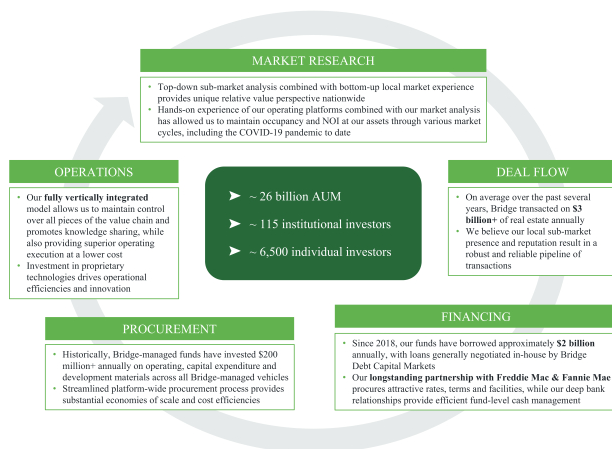 MARKET RESEARCH
• Top-down sub-market analysis combined with bottom-up local market experience
provides unique relative value perspective nationwide
• Hands-on experience of our operating platforms combined with our market analysis
has allowed us to maintain occupancy and NOI at our assets through various market
cycles, including the COVID-19 pandemic to date
OPERATIONS
• Our fully vertically integrated
model allows us to maintain control
over all pieces of the value chain and
promotes knowledge sharing, while
also providing superior operating
execution at a lower cost
• Investment in proprietary
technologies drives operational
efficiencies and innovation
➤ ~ 26 billion AUM
➤ ~ 115 institutional investors
➤ ~ 6,500 individual investors
DEAL FLOW
• On average over the past several
years, Bridge transacted on $3
billion+ of real estate annually
• We believe our local sub-market
presence and reputation result in a
robust and reliable pipeline of
transactions
PROCUREMENT
• Historically, Bridge-managed funds have invested $200
million+ annually on operating, capital expenditure and
development materials across all Bridge-managed vehicles
• Streamlined platform-wide procurement process provides
substantial economies of scale and cost efficiencies
FINANCING
• Since 2018, our funds have borrowed approximately $2 billion
annually, with loans generally negotiated in-house by Bridge
Debt Capital Markets
• Our longstanding partnership with Freddie Mac & Fannie Mae
procures attractive rates, terms and facilities, while our deep bank
relationships provide efficient fund-level cash management